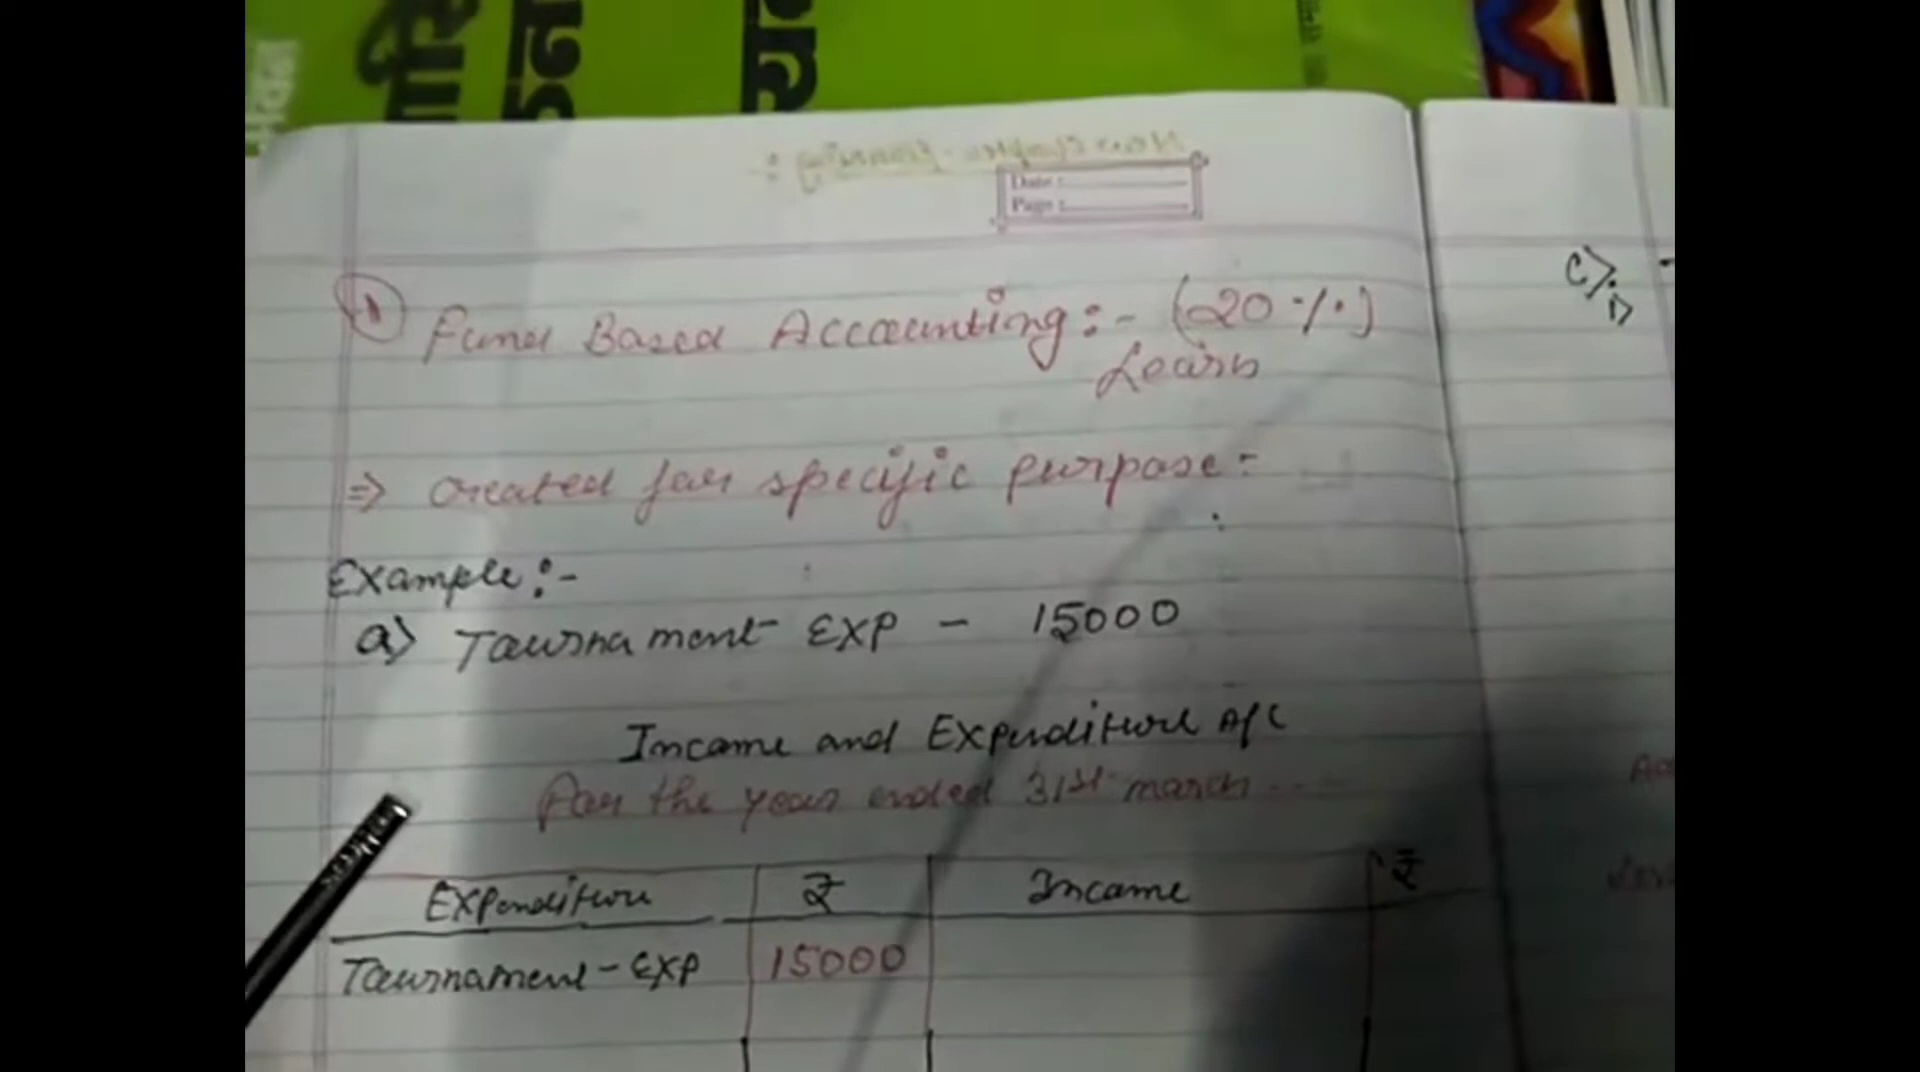 Date :
Page :
1 Fund Based Accounting :- (20 %)
Learn
⇒ Created for specific purpose :-
Example :-
a) Tournament EXP - 15000
Income and Expenditure A/c
For the year ended 31st march ....
Expenditure ₹ Income ₹
Tournament - EXP 15000
C) 1)